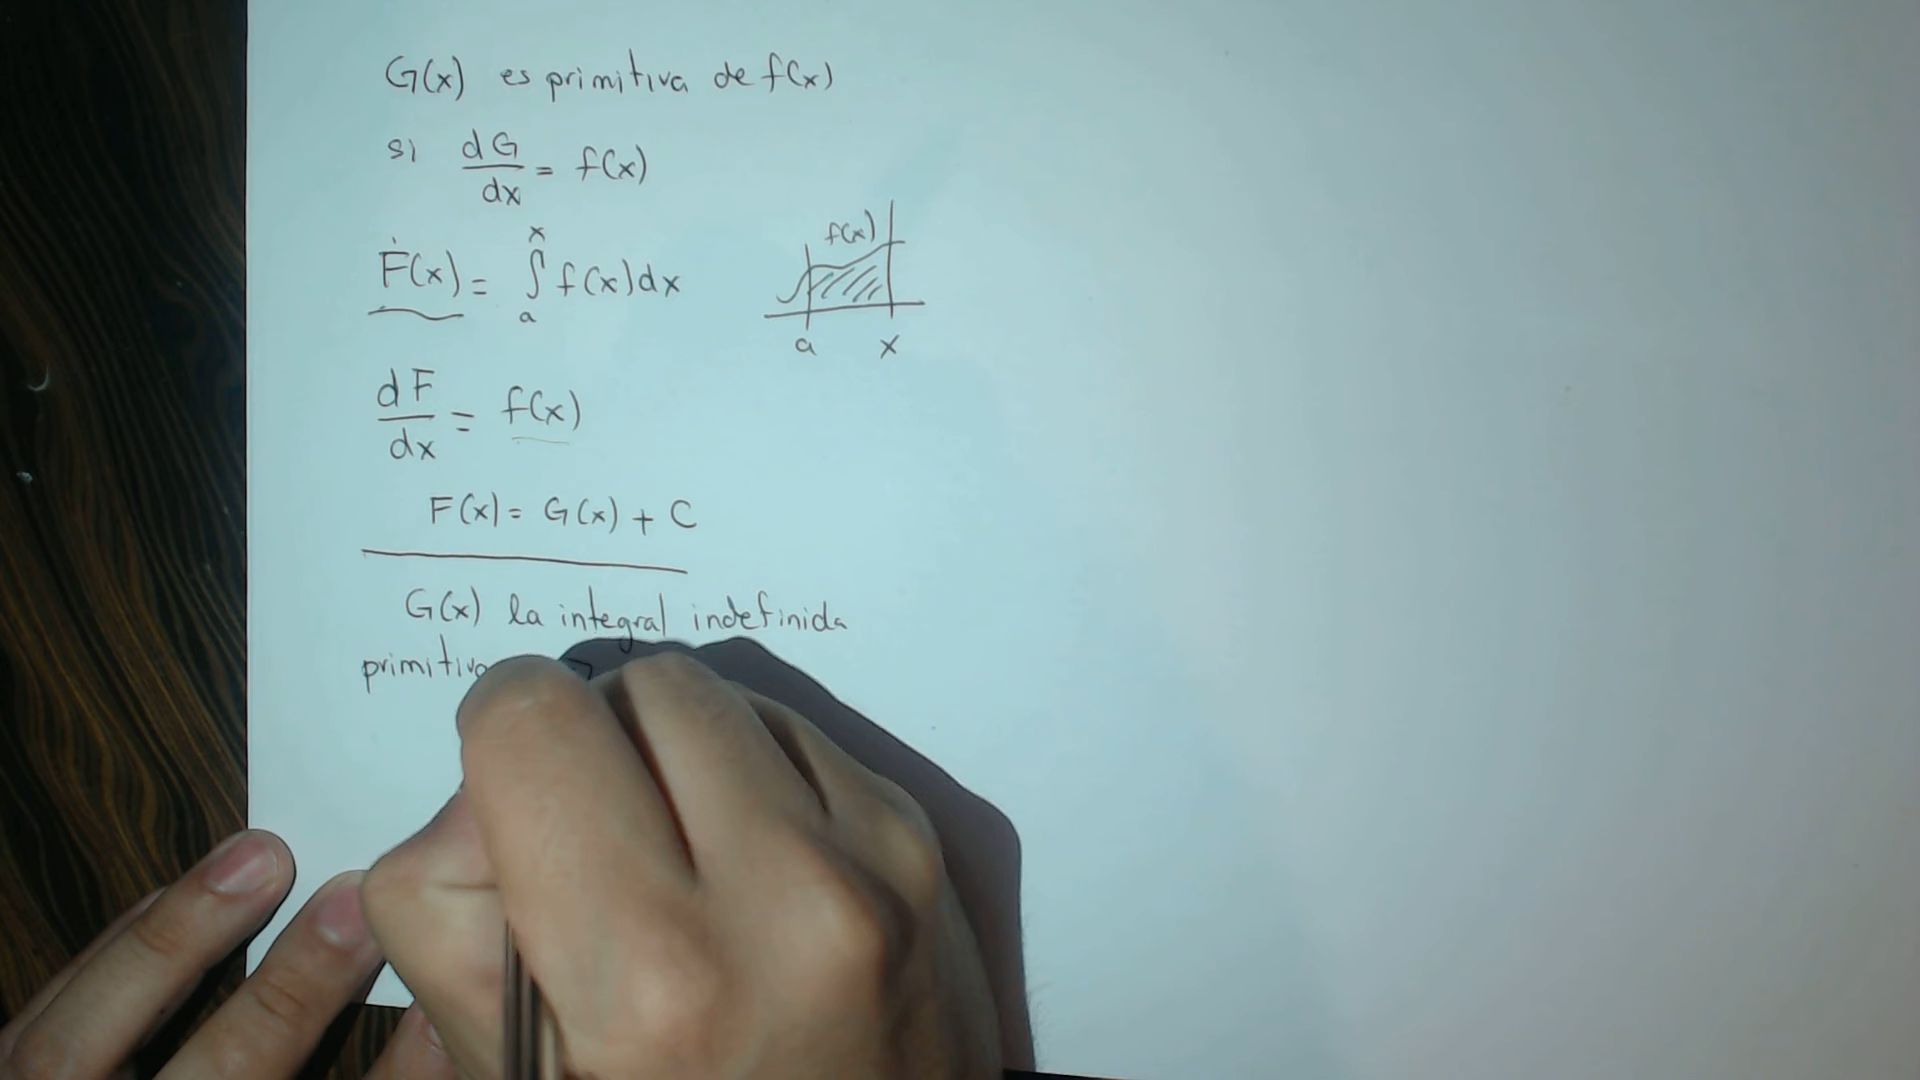 G(x) es primitiva de f(x)
si dG/dx = f(x)
F(x) = ∫ₐˣ f(x)dx
f(x)
a x
dF/dx = f(x)
F(x) = G(x) + C
G(x) la integral indefinida
primitiva